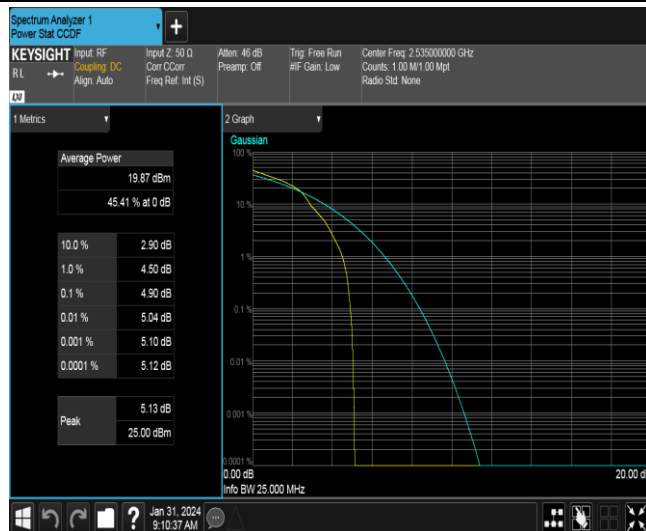 Spectrum Analyzer 1
Power Stat CCDF
KEYSIGHT
RL
Input: RF
Coupling: DC
Align: Auto
Input Z: 50 Ω
Corr CCorr
Freq Ref: Int (S)
Atten: 46 dB
Preamp: Off
Trig: Free Run
#IF Gain: Low
Center Freq: 2.535000000 GHz
Counts: 1.00 M/1.00 Mpt
Radio Std: None
1 Metrics
Average Power
19.87 dBm
45.41 % at 0 dB
10.0 % 2.90 dB
1.0 % 4.50 dB
0.1 % 4.90 dB
0.01 % 5.04 dB
0.001 % 5.10 dB
0.0001 % 5.12 dB
Peak
5.13 dB
25.00 dBm
2 Graph
Gaussian
100 %
10 %
1 %
0.1 %
0.01 %
0.001 %
0.0001 %
0.00 dB
20.00 d
Info BW 25.000 MHz
Jan 31, 2024
9:10:37 AM